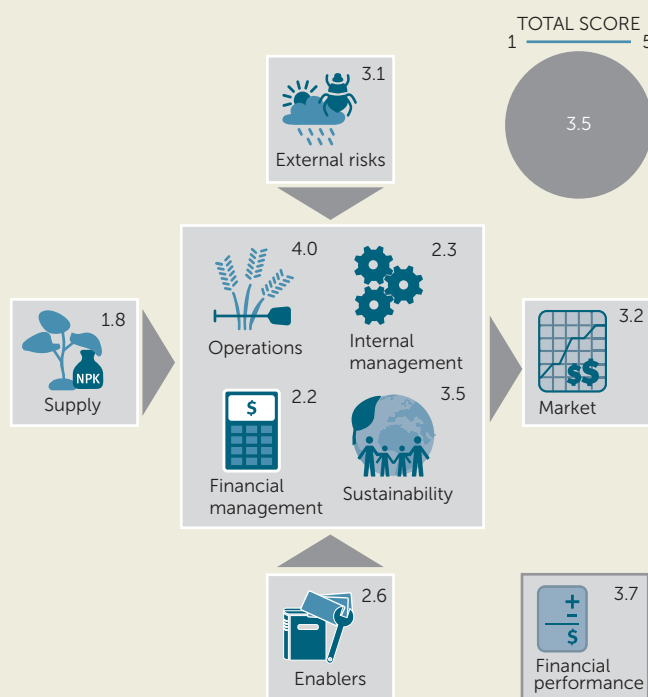 TOTAL SCORE
1 5
3.5
3.1
External risks
4.0
Operations
2.3
Internal
management
1.8
NPK
Supply
3.2
$$
Market
2.2
$
Financial
management
3.5
Sustainability
2.6
Enablers
3.7
+
−
$
Financial
performance